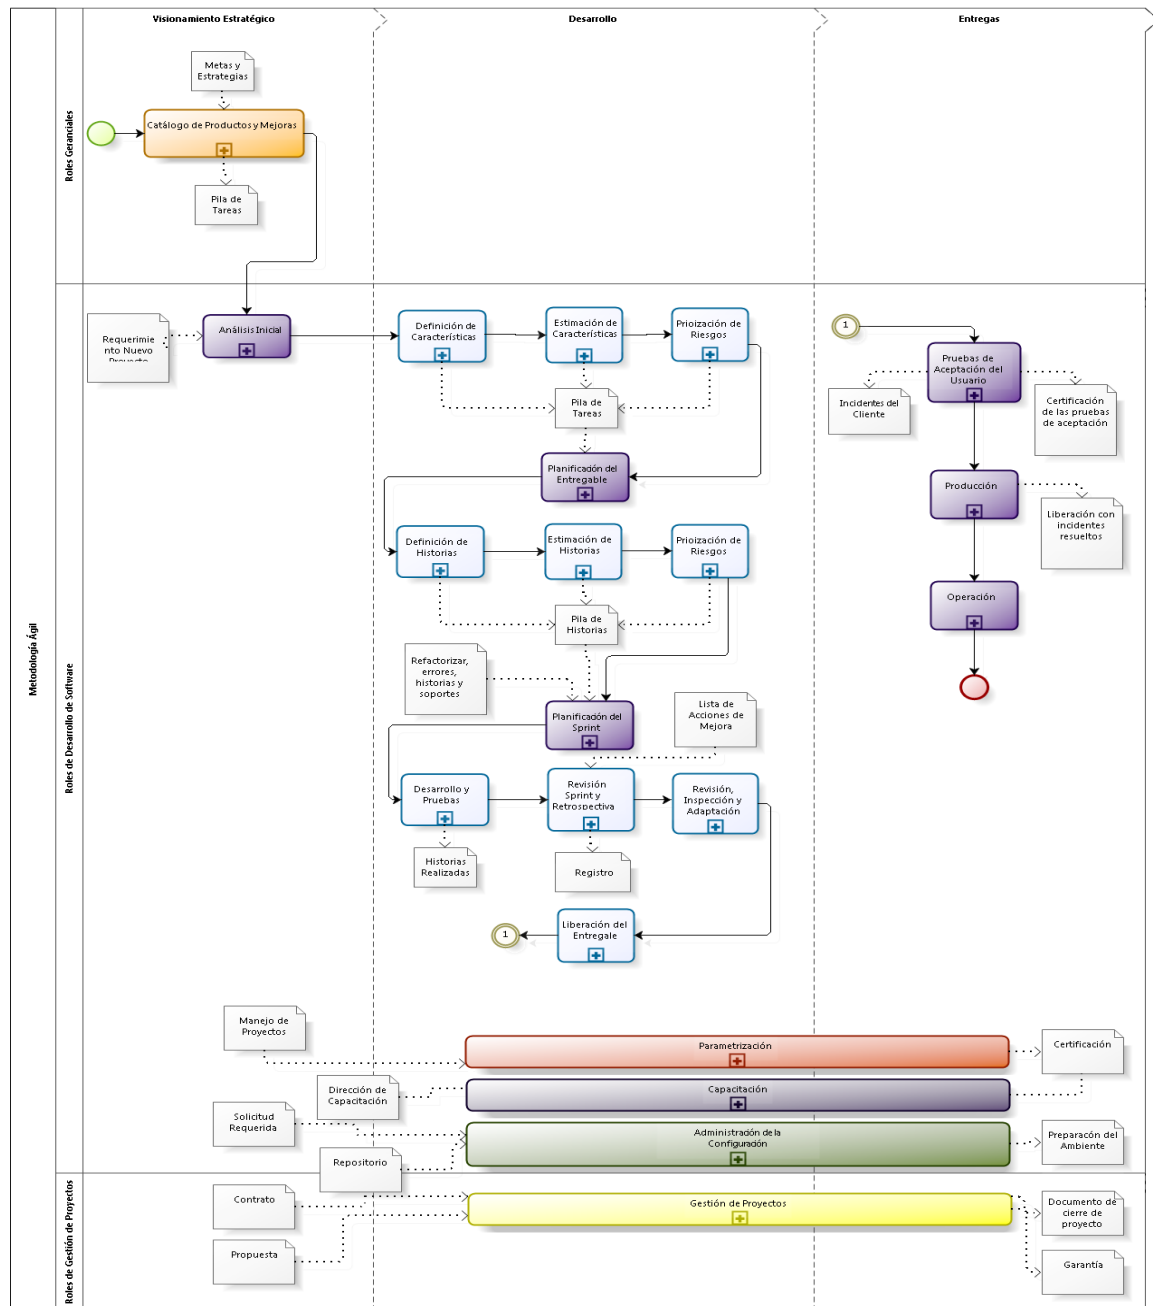 Visionamiento Estratégico
Desarrollo
Entregas
Metodología Ágil
Roles Geranciales
Metas y
Estrategias
Catálogo de Productos y Mejoras
Pila de
Tareas
Roles de Desarrollo de Software
Requerimie
nto Nuevo
Proyecto
Análisis Inicial
Definición de
Características
Estimación de
Características
Prioización de
Riesgos
Pila de
Tareas
Planificación del
Entregable
Definición de
Historias
Estimación de
Historias
Prioización de
Riesgos
Pila de
Historias
Refactorizar,
errores,
historias y
soportes
Planificación del
Sprint
Lista de
Acciones de
Mejora
Desarrollo y
Pruebas
Revisión
Sprint y
Retrospectiva
Revisión,
Inspección y
Adaptación
Historias
Realizadas
Registro
Liberación del
Entregale
1
1
Pruebas de
Aceptación del
Usuario
Incidentes del
Cliente
Certificación
de las pruebas
de aceptación
Producción
Liberación con
incidentes
resueltos
Operación
Manejo de
Proyectos
Parametrización
Certificación
Dirección de
Capacitación
Capacitación
Solicitud
Requerida
Administración de la
Configuración
Preparación del
Ambiente
Repositorio
Roles de Gestión de Proyectos
Contrato
Gestión de Proyectos
Documento de
cierre de
proyecto
Propuesta
Garantía